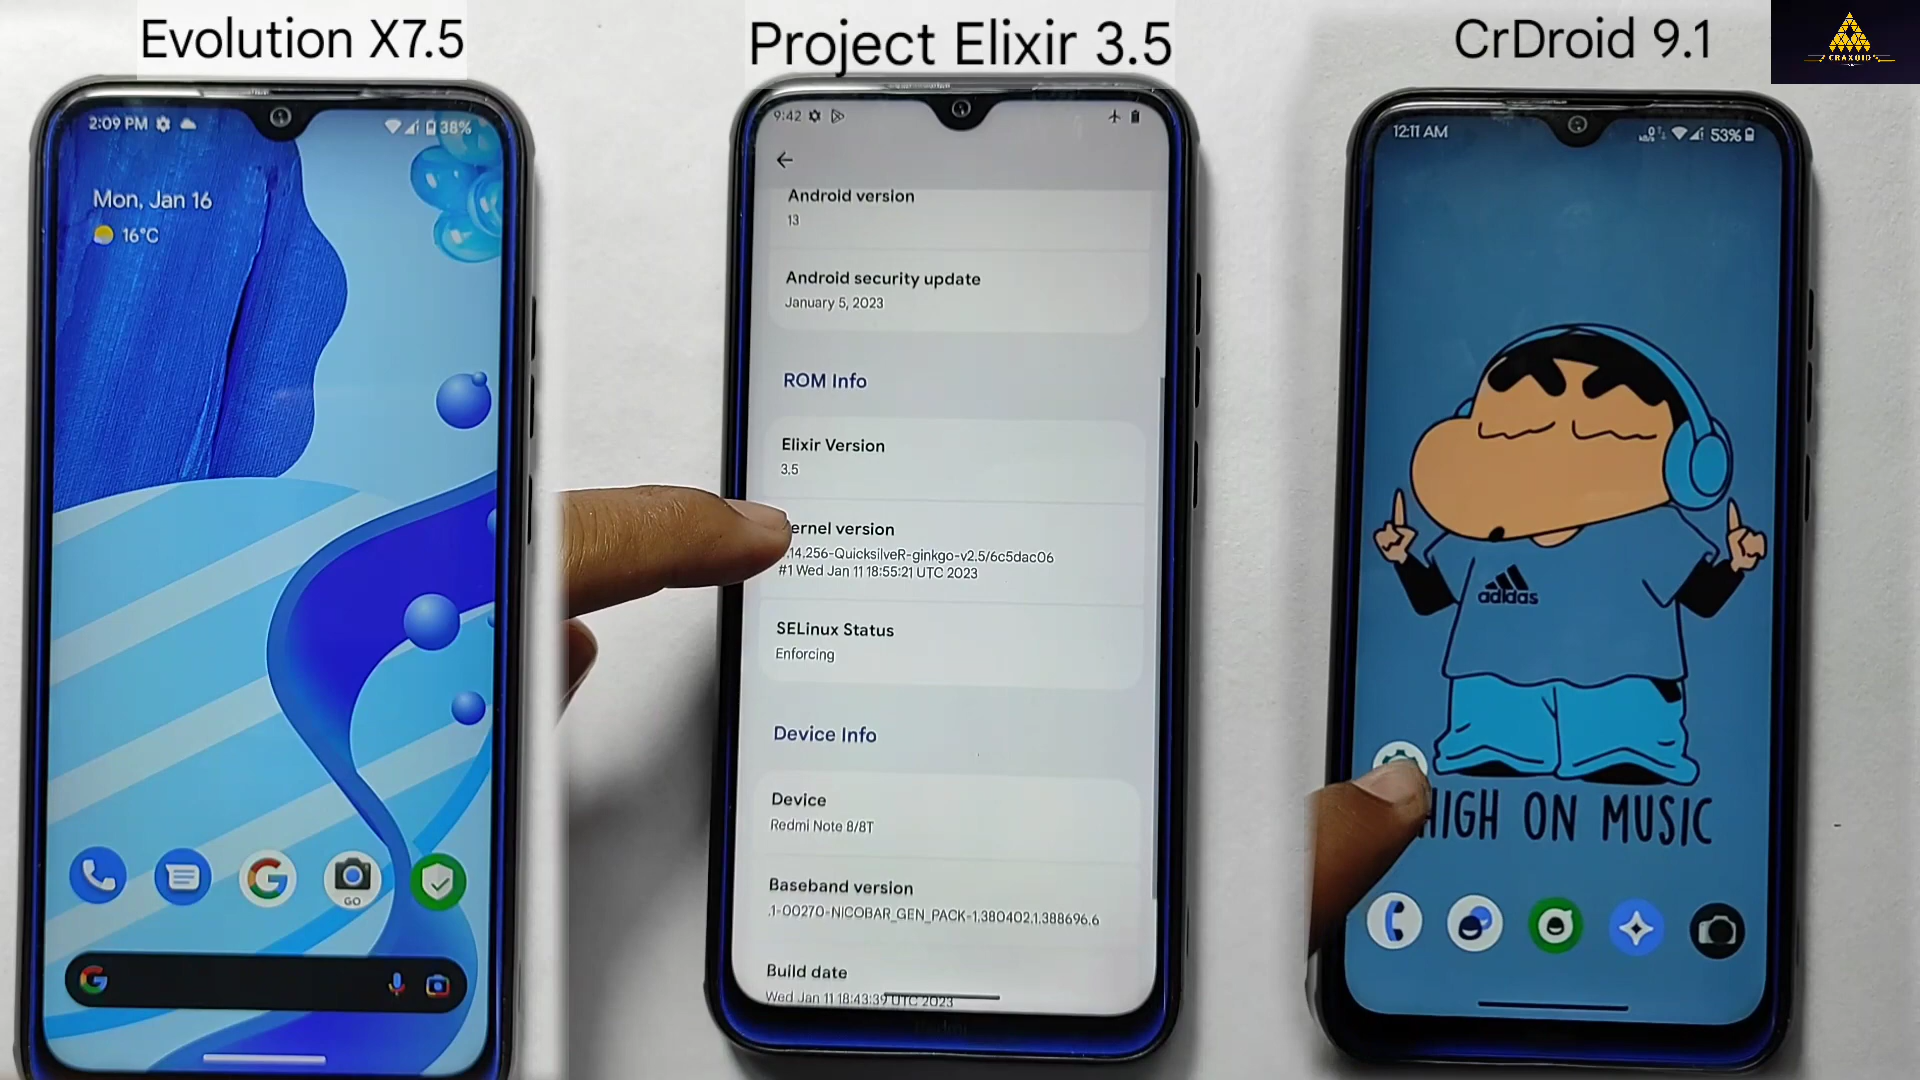 Evolution X7.5
Project Elixir 3.5
CrDroid 9.1
CRAXOID
2:09 PM
38%
Mon, Jan 16
16°C
GO
9:42
Android version
13
Android security update
January 5, 2023
ROM Info
Elixir Version
3.5
ernel version
.14.256-QuicksilveR-ginkgo-v2.5/6c5dac06
#1 Wed Jan 11 18:55:21 UTC 2023
SELinux Status
Enforcing
Device Info
Device
Redmi Note 8/8T
Baseband version
.1-00270-NICOBAR_GEN_PACK-1.380402.1.388696.6
Build date
Wed Jan 11 18:43:39 UTC 2023
Redmi
12:11 AM
53%
adidas
HIGH ON MUSIC